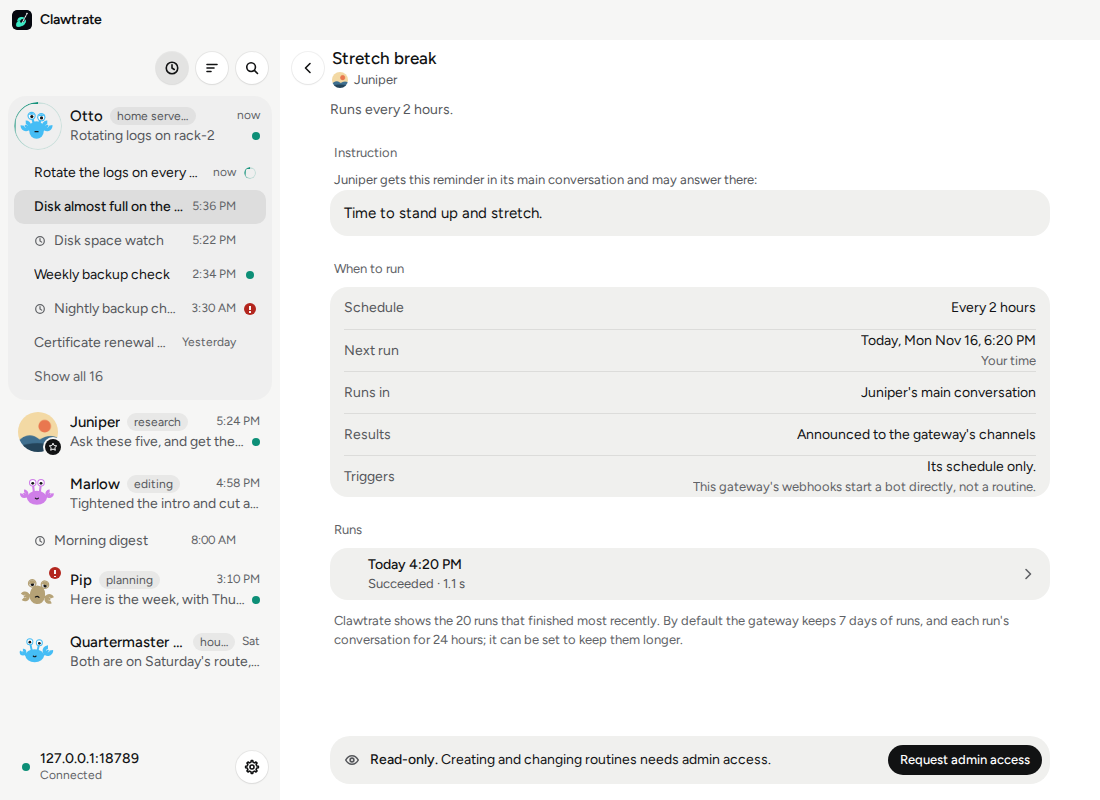 Clawtrate
Otto home serve... now
Rotating logs on rack-2
Rotate the logs on every ... now
Disk almost full on the ... 5:36 PM
Disk space watch 5:22 PM
Weekly backup check 2:34 PM
Nightly backup ch... 3:30 AM
Certificate renewal ... Yesterday
Show all 16
Juniper research 5:24 PM
Ask these five, and get the...
Marlow editing 4:58 PM
Tightened the intro and cut a...
Morning digest 8:00 AM
Pip planning 3:10 PM
Here is the week, with Thu...
Quartermaster ... hou... Sat
Both are on Saturday's route,...
127.0.0.1:18789
Connected
Stretch break
Juniper
Runs every 2 hours.
Instruction
Juniper gets this reminder in its main conversation and may answer there:
Time to stand up and stretch.
When to run
Schedule Every 2 hours
Next run Today, Mon Nov 16, 6:20 PM
Your time
Runs in Juniper's main conversation
Results Announced to the gateway's channels
Triggers Its schedule only.
This gateway's webhooks start a bot directly, not a routine.
Runs
Today 4:20 PM
Succeeded · 1.1 s
Clawtrate shows the 20 runs that finished most recently. By default the gateway keeps 7 days of runs, and each run's
conversation for 24 hours; it can be set to keep them longer.
Read-only. Creating and changing routines needs admin access. Request admin access